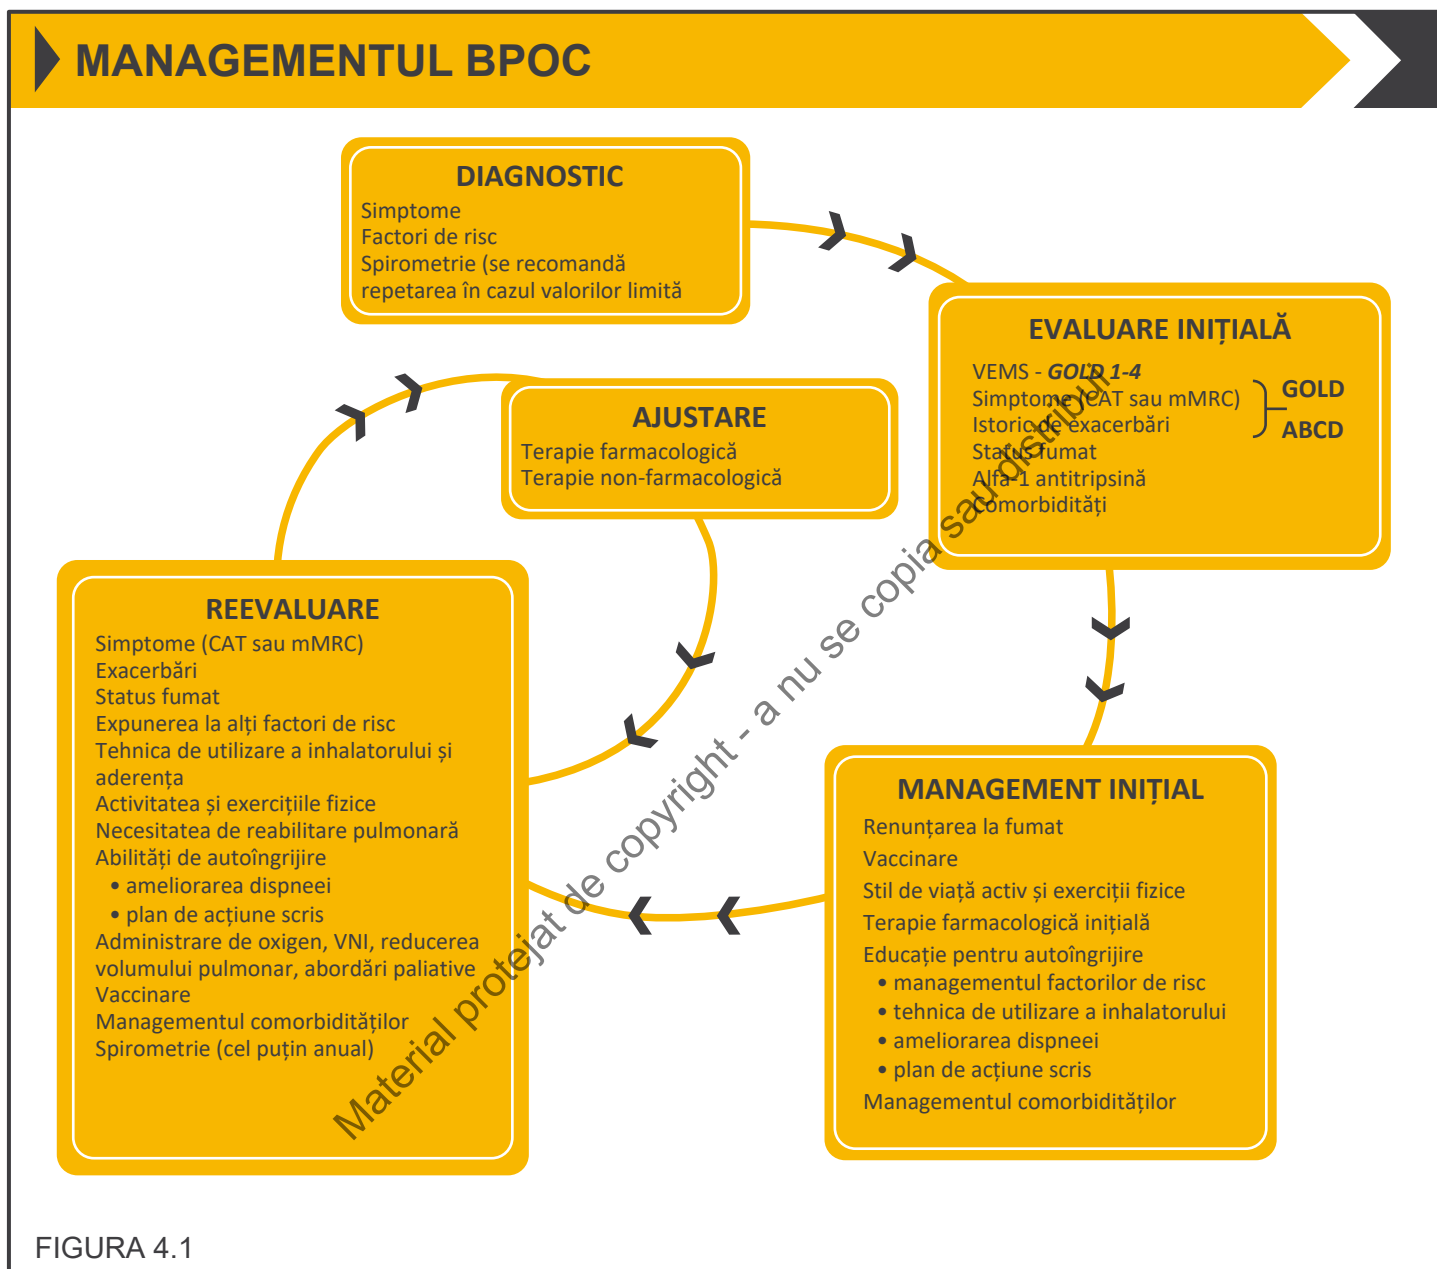 MANAGEMENTUL BPOC
DIAGNOSTIC
Simptome
Factori de risc
Spirometrie (se recomandă
repetarea în cazul valorilor limită
EVALUARE INIȚIALĂ
VEMS - GOLD 1-4
Simptome (CAT sau mMRC)
Istoric de exacerbări
Status fumat
Alfa-1 antitripsină
Comorbidități
GOLD
ABCD
AJUSTARE
Terapie farmacologică
Terapie non-farmacologică
REEVALUARE
Simptome (CAT sau mMRC)
Exacerbări
Status fumat
Expunerea la alți factori de risc
Tehnica de utilizare a inhalatorului și
aderența
Activitatea și exercițiile fizice
Necesitatea de reabilitare pulmonară
Abilități de autoîngrijire
• ameliorarea dispneei
• plan de acțiune scris
Administrare de oxigen, VNI, reducerea
volumului pulmonar, abordări paliative
Vaccinare
Managementul comorbidităților
Spirometrie (cel puțin anual)
MANAGEMENT INIȚIAL
Renunțarea la fumat
Vaccinare
Stil de viață activ și exerciții fizice
Terapie farmacologică inițială
Educație pentru autoîngrijire
• managementul factorilor de risc
• tehnica de utilizare a inhalatorului
• ameliorarea dispneei
• plan de acțiune scris
Managementul comorbidităților
Material protejat de copyright - a nu se copia sau distribui
FIGURA 4.1